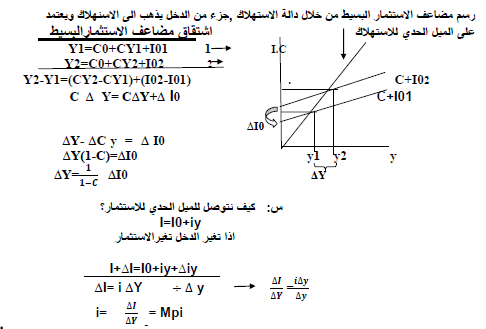 رسم مضاعف الاستثمار البسيط من خلال دالة الاستهلاك ,جزء من الدخل يذهب الى الاستهلاك ويعتمد
على الميل الحدي للاستهلاك
اشتقاق مضاعف الاستثمارالبسيط
Y1=C0+CY1+I01 1
Y2=C0+CY2+I02 2
Y2-Y1=(CY2-CY1)+(I02-I01)
C Δ Y= CΔY+Δ I0
ΔY- ΔC y = Δ I0
ΔY(1-C)=ΔI0
ΔY= 1/(1-C) ΔI0
I.C
C+I02
C+I01
ΔI0
y1 y2 y
ΔY
س: كيف نتوصل للميل الحدي للاستثمار؟
I=I0+iy
اذا تغير الدخل تغيرالاستثمار
I+ΔI=I0+iy+Δiy
ΔI= i ΔY ÷ Δ y → ΔI/ΔY = iΔy/Δy
i= ΔI/ΔY = Mpi